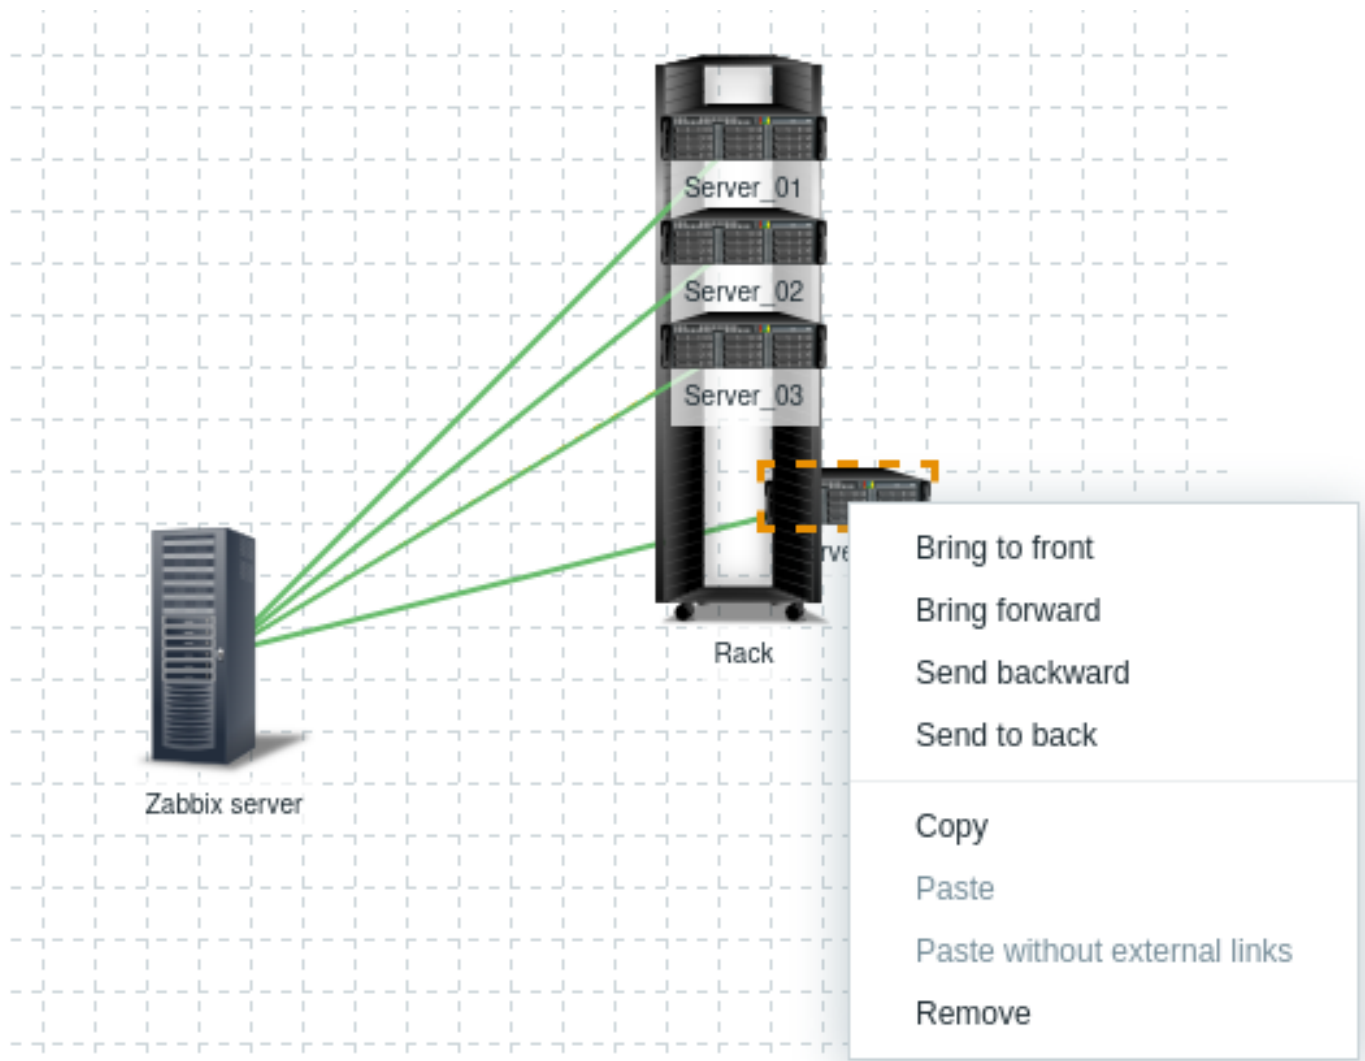 Server_01
Server_02
Server_03
Rack
Zabbix server
Bring to front
Bring forward
Send backward
Send to back
Copy
Paste
Paste without external links
Remove